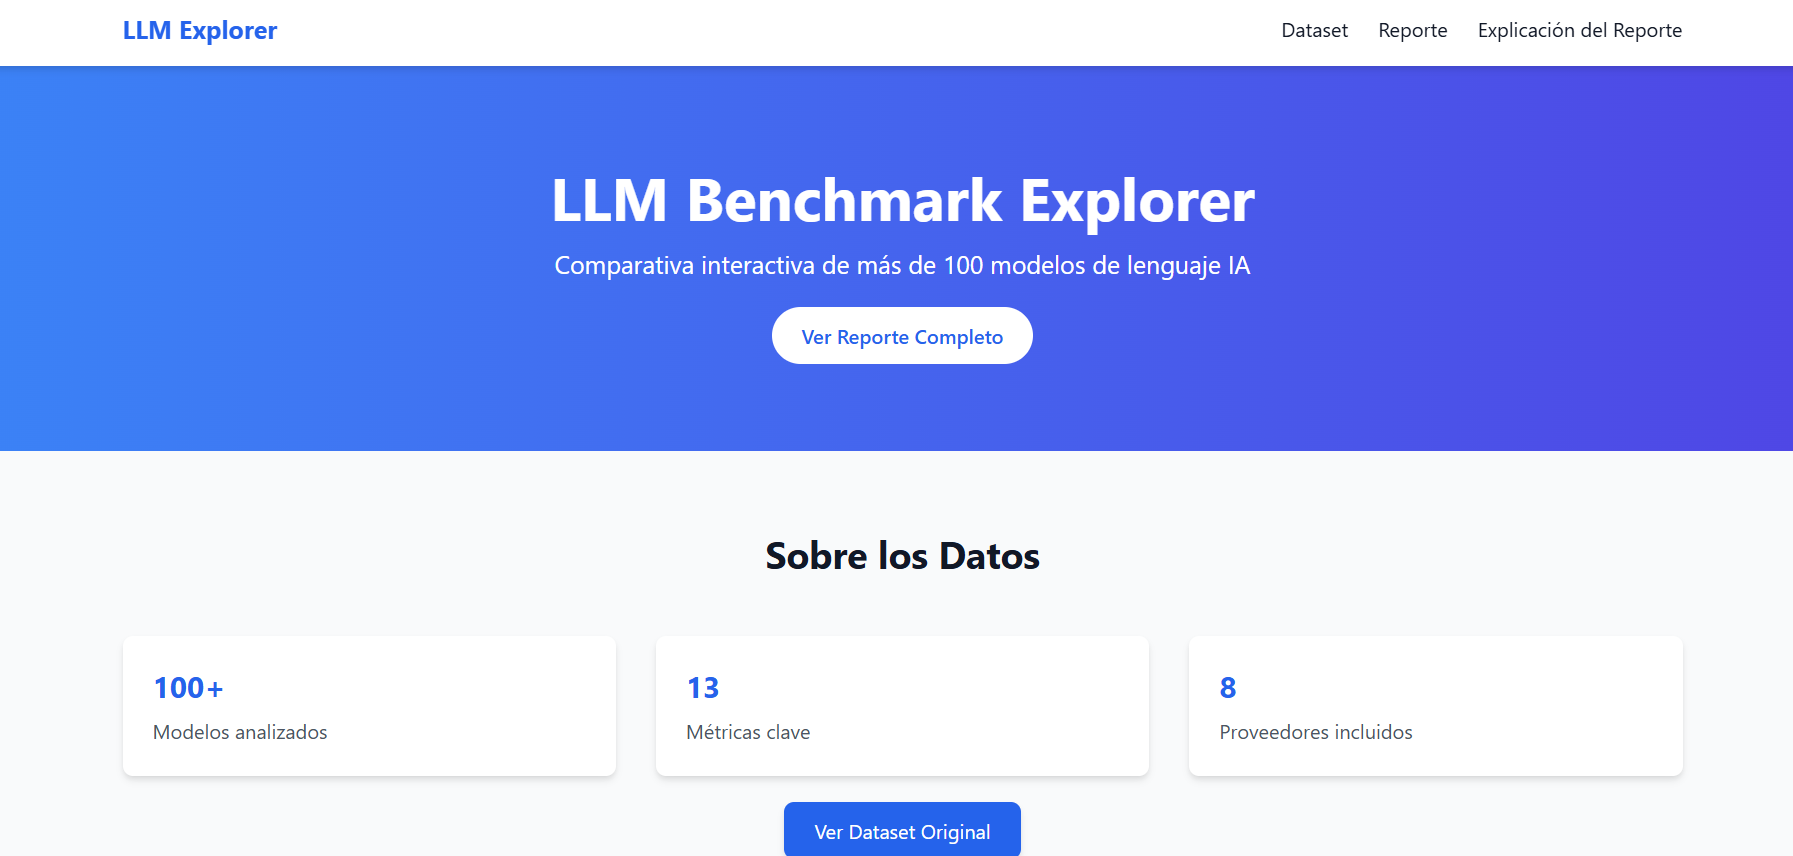 LLM Explorer
Dataset Reporte Explicación del Reporte
LLM Benchmark Explorer
Comparativa interactiva de más de 100 modelos de lenguaje IA
Ver Reporte Completo
Sobre los Datos
100+
Modelos analizados
13
Métricas clave
8
Proveedores incluidos
Ver Dataset Original